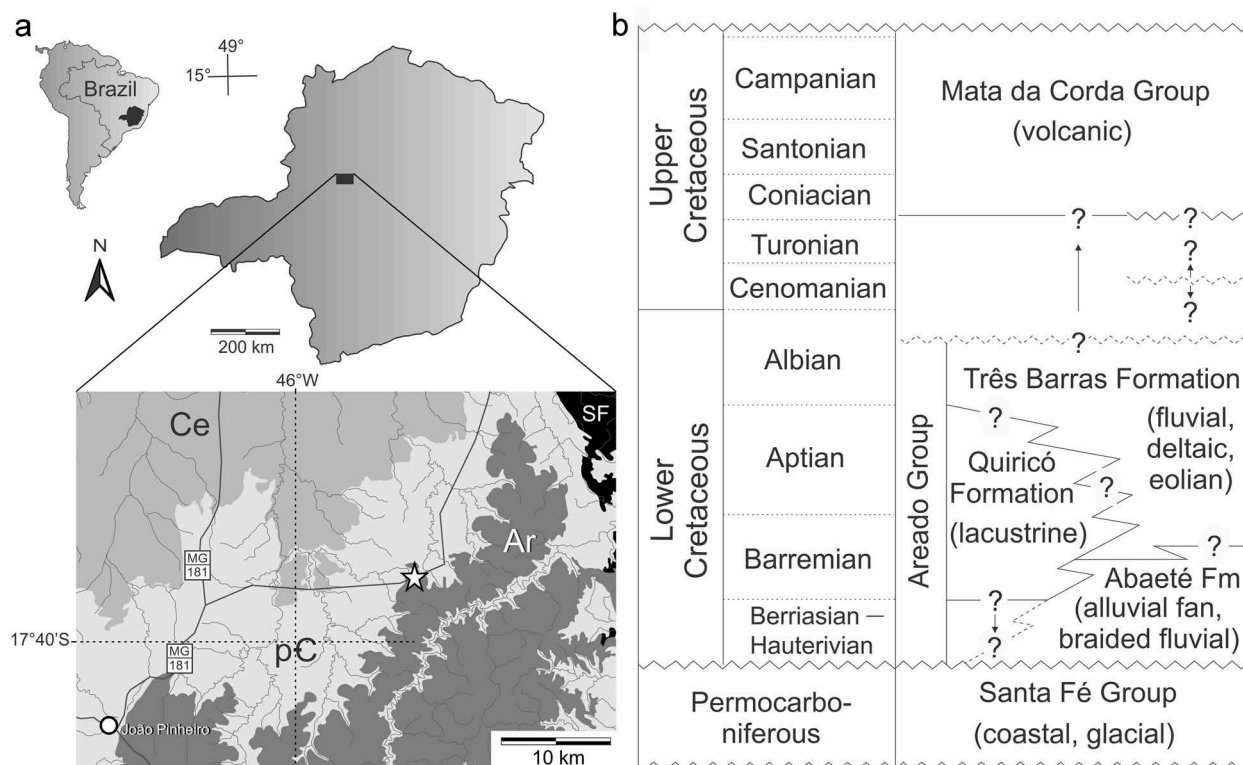 a
Brazil
49°
15°
N
200 km
46°W
Ce
SF
Ar
MG
181
17°40'S
pC
MG
181
João Pinheiro
10 km
b
Upper
Cretaceous
Campanian
Santonian
Coniacian
Turonian
Cenomanian
Lower
Cretaceous
Albian
Aptian
Barremian
Berriasian —
Hauterivian
Permocarbo-
niferous
Mata da Corda Group
(volcanic)
? ?
?
?
?
Areado Group
Três Barras Formation
(fluvial,
deltaic,
eolian)
?
Quiricó
Formation
(lacustrine)
?
?
Abaeté Fm
(alluvial fan,
braided fluvial)
?
?
Santa Fé Group
(coastal, glacial)